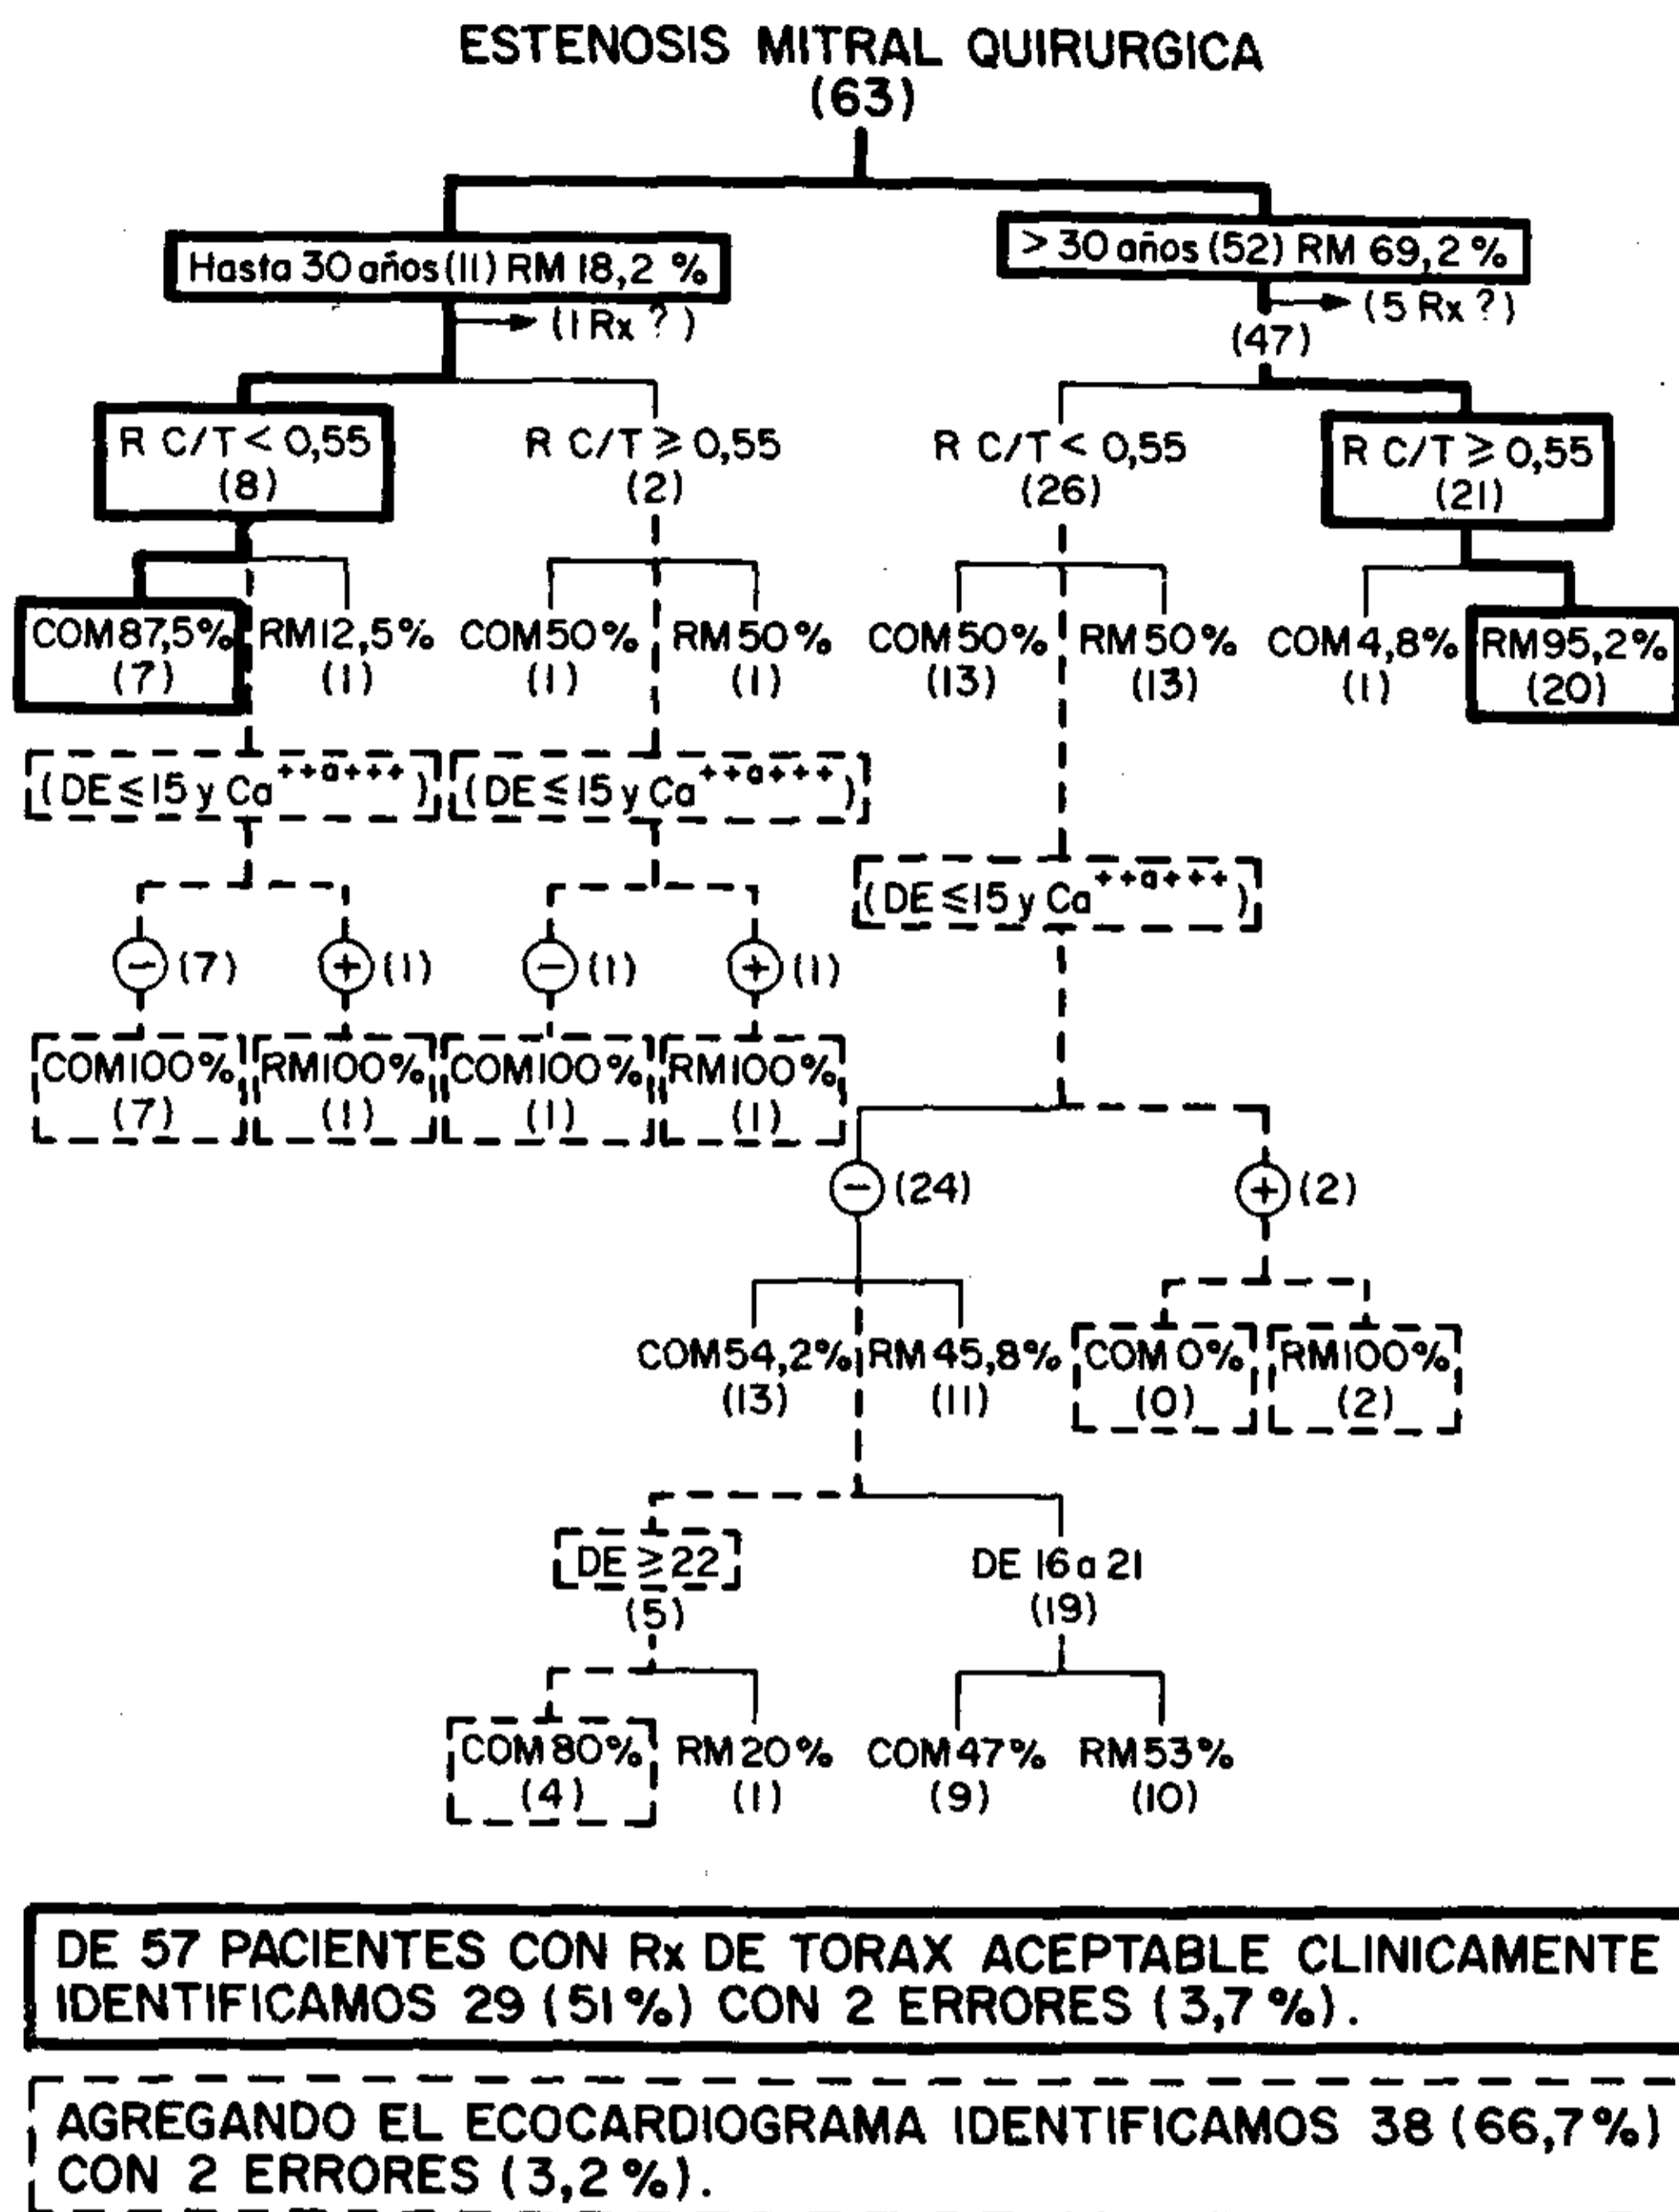 ESTENOSIS MITRAL QUIRURGICA
(63)
Hasta 30 años (11) RM 18,2 %
> 30 años (52) RM 69,2 %
(1 Rx ?)
(5 Rx ?)
(47)
R C/T < 0,55
(8)
R C/T ≥ 0,55
(2)
R C/T < 0,55
(26)
R C/T ≥ 0,55
(21)
COM 87,5%
(7)
RM 12,5%
(1)
COM 50%
(1)
RM 50%
(1)
COM 50%
(13)
RM 50%
(13)
COM 4,8%
(1)
RM 95,2%
(20)
(DE ≤ 15 y Ca ++a+++)
(DE ≤ 15 y Ca ++a+++)
(DE ≤ 15 y Ca ++a+++)
− (7)
+ (1)
− (1)
+ (1)
COM 100%
(7)
RM 100%
(1)
COM 100%
(1)
RM 100%
(1)
− (24)
+ (2)
COM 54,2%
(13)
RM 45,8%
(11)
COM 0%
(0)
RM 100%
(2)
DE ≥ 22
(5)
DE 16 a 21
(19)
COM 80%
(4)
RM 20%
(1)
COM 47%
(9)
RM 53%
(10)
DE 57 PACIENTES CON Rx DE TORAX ACEPTABLE CLINICAMENTE
IDENTIFICAMOS 29 (51%) CON 2 ERRORES (3,7%).
AGREGANDO EL ECOCARDIOGRAMA IDENTIFICAMOS 38 (66,7%)
CON 2 ERRORES (3,2%).